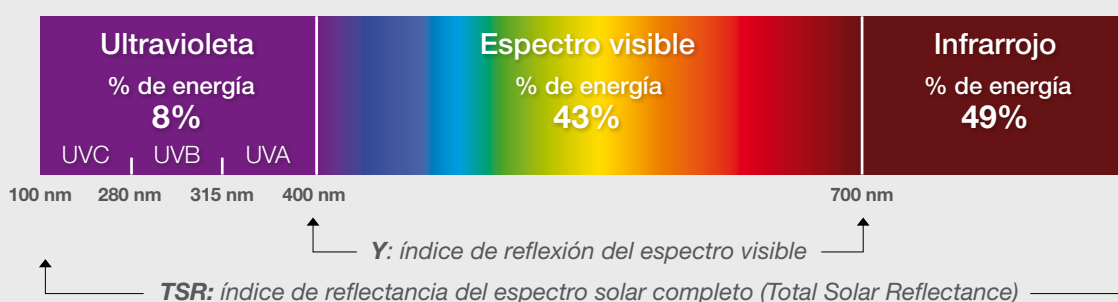 Ultravioleta
% de energía
8%
UVC UVB UVA
Espectro visible
% de energía
43%
Infrarrojo
% de energía
49%
100 nm 280 nm 315 nm 400 nm 700 nm
Y: índice de reflexión del espectro visible
TSR: índice de reflectancia del espectro solar completo (Total Solar Reflectance)